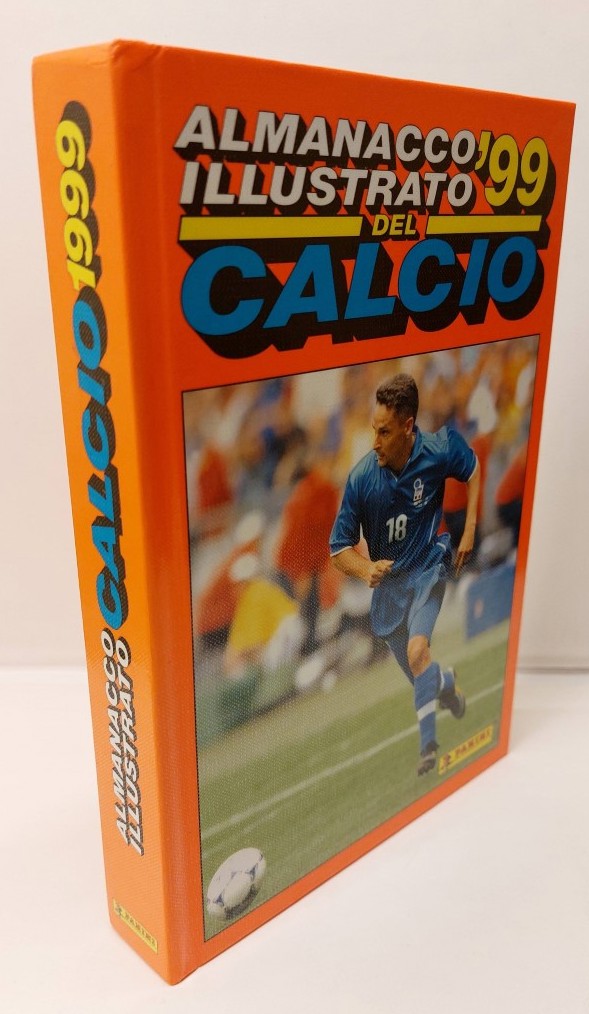 ALMANACCO
ILLUSTRATO
'99
DEL
CALCIO
18
PANINI
ALMANACCO
ILLUSTRATO
CALCIO 1999
PANINI